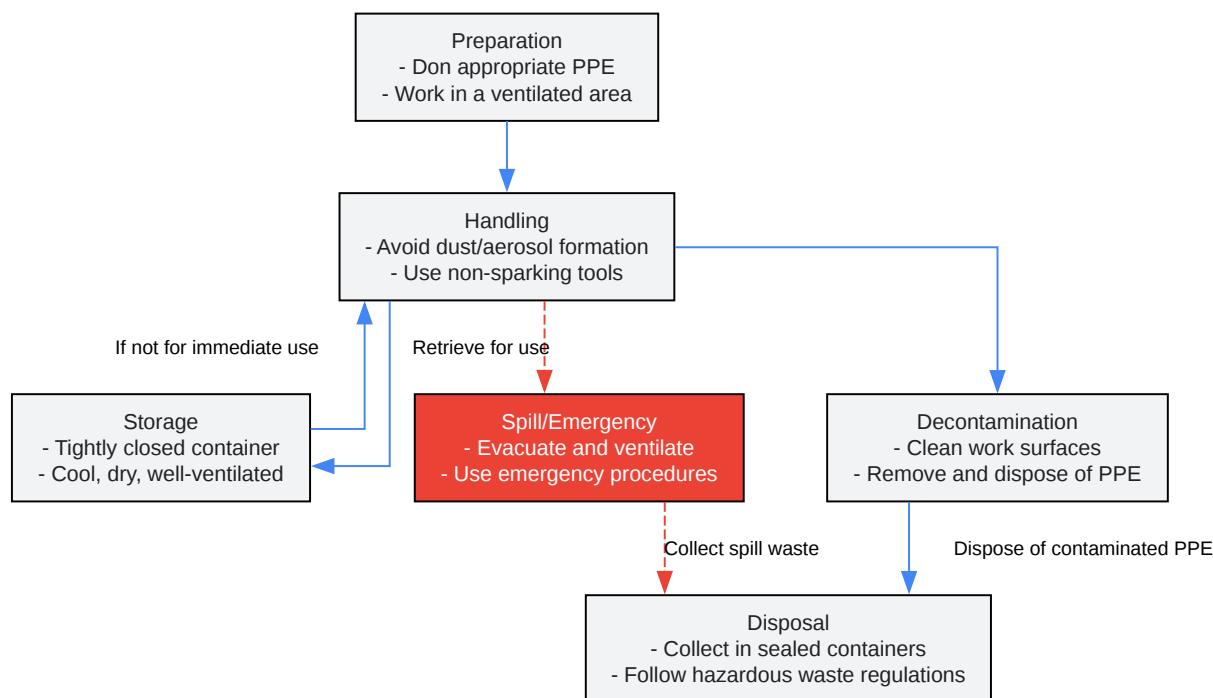 Preparation
- Don appropriate PPE
- Work in a ventilated area
Handling
- Avoid dust/aerosol formation
- Use non-sparking tools
If not for immediate use
Retrieve for use
Storage
- Tightly closed container
- Cool, dry, well-ventilated
Spill/Emergency
- Evacuate and ventilate
- Use emergency procedures
Decontamination
- Clean work surfaces
- Remove and dispose of PPE
Collect spill waste
Dispose of contaminated PPE
Disposal
- Collect in sealed containers
- Follow hazardous waste regulations